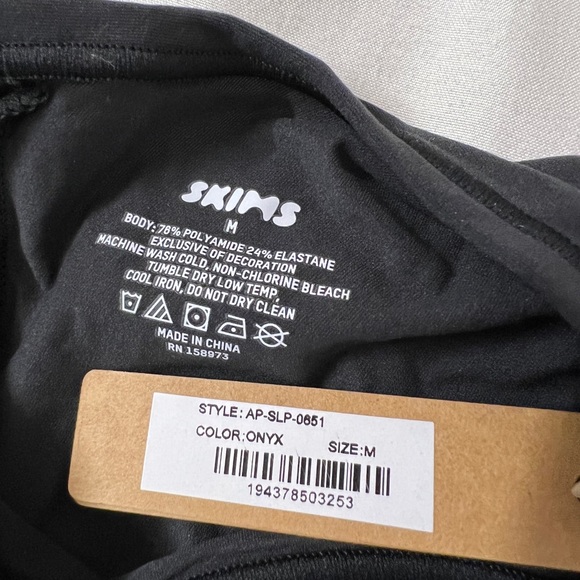 SKIMS
M
BODY: 76% POLYAMIDE 24% ELASTANE
EXCLUSIVE OF DECORATION
MACHINE WASH COLD, NON-CHLORINE BLEACH
TUMBLE DRY LOW TEMP,
COOL IRON, DO NOT DRY CLEAN
MADE IN CHINA
RN 158973
STYLE: AP-SLP-0651
COLOR:ONYX SIZE:M
194378503253